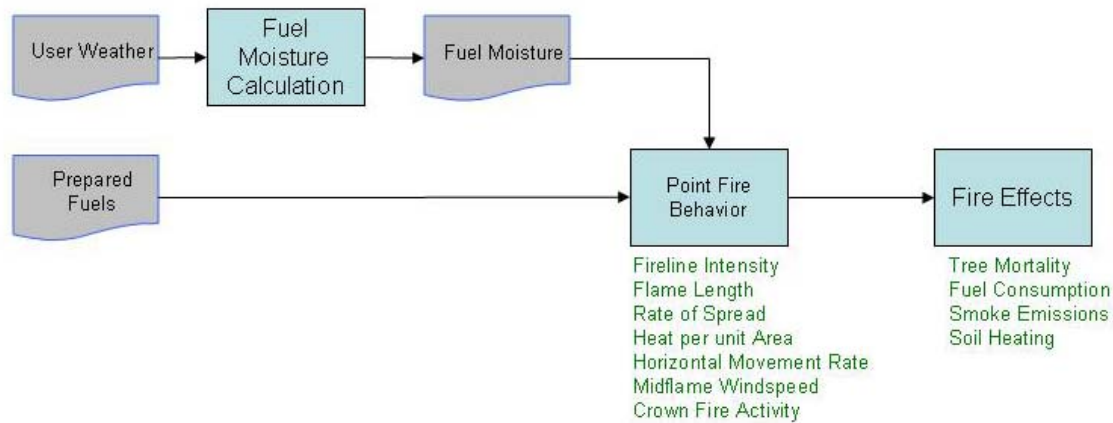 User Weather
Fuel
Moisture
Calculation
Fuel Moisture
Prepared
Fuels
Point Fire
Behavior
Fire Effects
Fireline Intensity
Flame Length
Rate of Spread
Heat per unit Area
Horizontal Movement Rate
Midflame Windspeed
Crown Fire Activity
Tree Mortality
Fuel Consumption
Smoke Emissions
Soil Heating